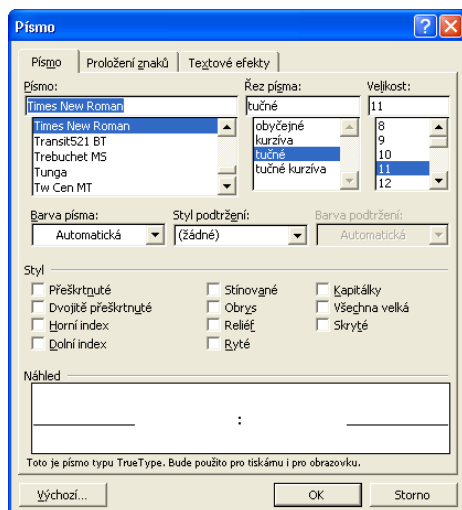 Písmo
Písmo Proložení znaků Textové efekty
Písmo: Řez písma: Velikost:
Times New Roman tučné 11
Times New Roman obyčejné 8
Transit521 BT kurzíva 9
Trebuchet MS tučné 10
Tunga tučné kurzíva 11
Tw Cen MT 12
Barva písma: Styl podtržení: Barva podtržení:
Automatická (žádné) Automatická
Styl
Přeškrtnuté Stínované Kapitálky
Dvojitě přeškrtnuté Obrys Všechna velká
Horní index Reliéf Skryté
Dolní index Ryté
Náhled
:
Toto je písmo typu TrueType. Bude použito pro tiskárnu i pro obrazovku.
Výchozí... OK Storno